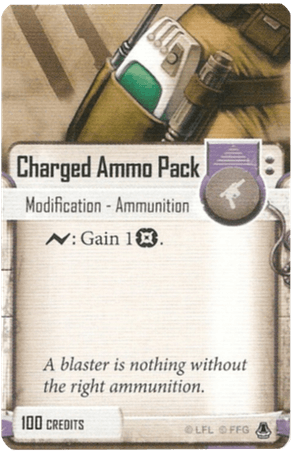 Charged Ammo Pack
Modification - Ammunition
: Gain 1 .
A blaster is nothing without
the right ammunition.
100 CREDITS
© LFL © FFG